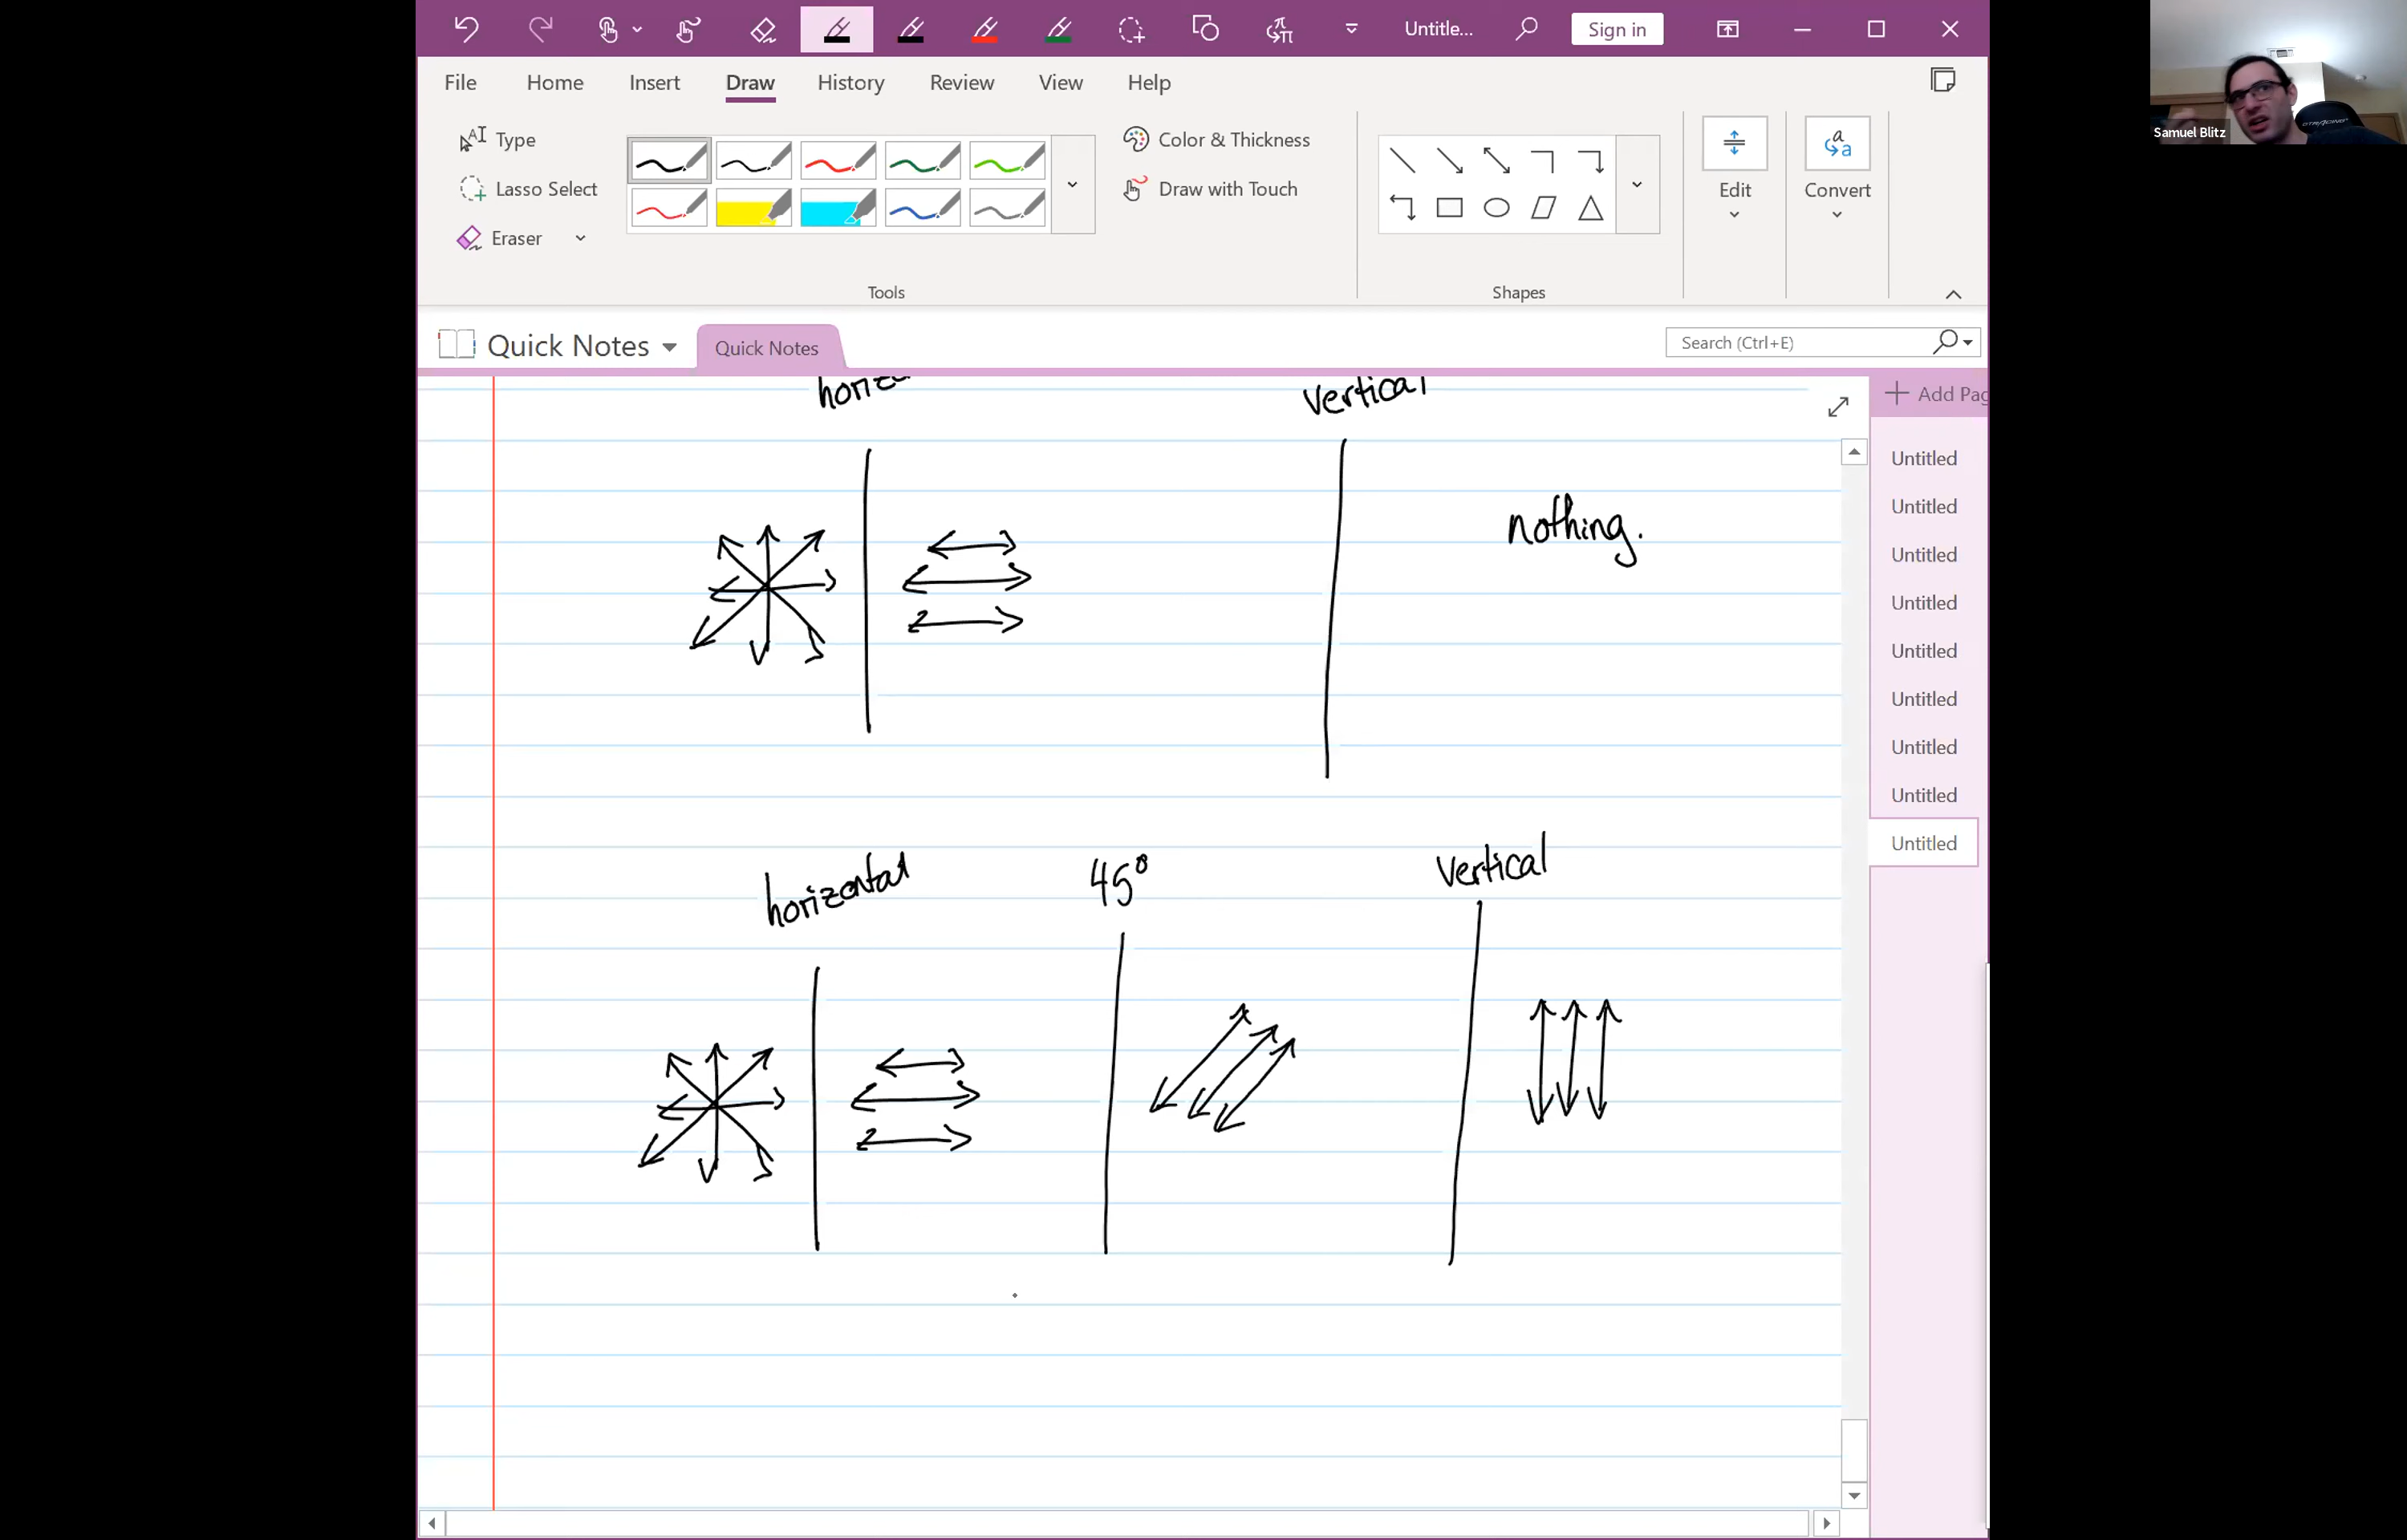 Untitle...
Sign in
File Home Insert Draw History Review View Help
Type
Lasso Select
Eraser
Color & Thickness
Draw with Touch
Edit
Convert
Tools
Shapes
Quick Notes
Quick Notes
Search (Ctrl+E)
Add Pag
Untitled
Untitled
Untitled
Untitled
Untitled
Untitled
Untitled
Untitled
Untitled
horiz
vertical
nothing.
horizontal
45°
vertical
Samuel Blitz